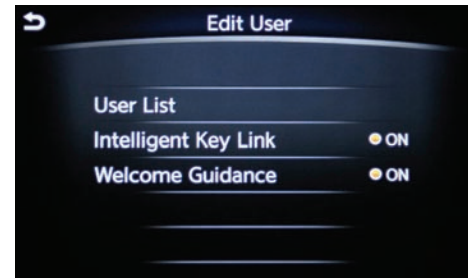 Edit User
User List
Intelligent Key Link ON
Welcome Guidance ON